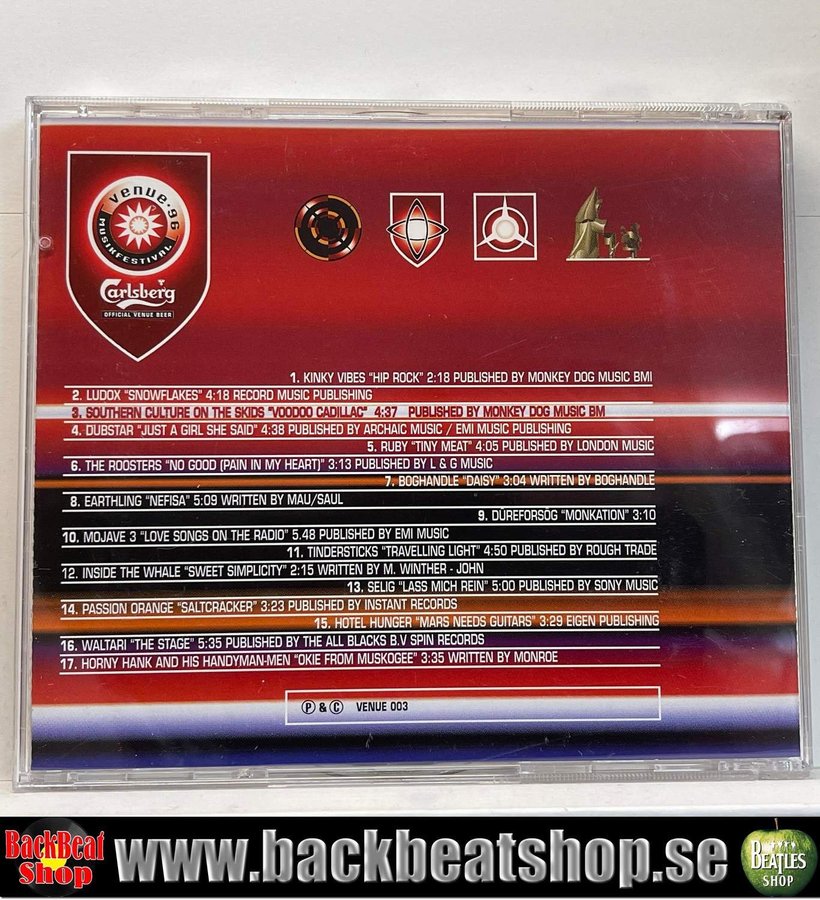 venue·96
MUSIKFESTIVAL
Carlsberg
OFFICIAL VENUE BEER
1. KINKY VIBES "HIP ROCK" 2:18 PUBLISHED BY MONKEY DOG MUSIC BMI
2. LUDOX "SNOWFLAKES" 4:18 RECORD MUSIC PUBLISHING
3. SOUTHERN CULTURE ON THE SKIDS "VOODOO CADILLAC" 4:37 PUBLISHED BY MONKEY DOG MUSIC BM
4. DUBSTAR "JUST A GIRL SHE SAID" 4:38 PUBLISHED BY ARCHAIC MUSIC / EMI MUSIC PUBLISHING
5. RUBY "TINY MEAT" 4:05 PUBLISHED BY LONDON MUSIC
6. THE ROOSTERS "NO GOOD (PAIN IN MY HEART)" 3:13 PUBLISHED BY L & G MUSIC
7. BOGHANDLE "DAISY" 3:04 WRITTEN BY BOGHANDLE
8. EARTHLING "NEFISA" 5:09 WRITTEN BY MAU/SAUL
9. DÜREFORSÖG "MONKATION" 3:10
10. MOJAVE 3 "LOVE SONGS ON THE RADIO" 5.48 PUBLISHED BY EMI MUSIC
11. TINDERSTICKS "TRAVELLING LIGHT" 4:50 PUBLISHED BY ROUGH TRADE
12. INSIDE THE WHALE "SWEET SIMPLICITY" 2:15 WRITTEN BY M. WINTHER - JOHN
13. SELIG "LASS MICH REIN" 5:00 PUBLISHED BY SONY MUSIC
14. PASSION ORANGE "SALTCRACKER" 3:23 PUBLISHED BY INSTANT RECORDS
15. HOTEL HUNGER "MARS NEEDS GUITARS" 3:29 EIGEN PUBLISHING
16. WALTARI "THE STAGE" 5:35 PUBLISHED BY THE ALL BLACKS B.V SPIN RECORDS
17. HORNY HANK AND HIS HANDYMAN-MEN "OKIE FROM MUSKOGEE" 3:35 WRITTEN BY MONROE
Ⓟ & Ⓒ VENUE 003
BackBeat
Shop
www.backbeatshop.se
BEATLES
SHOP